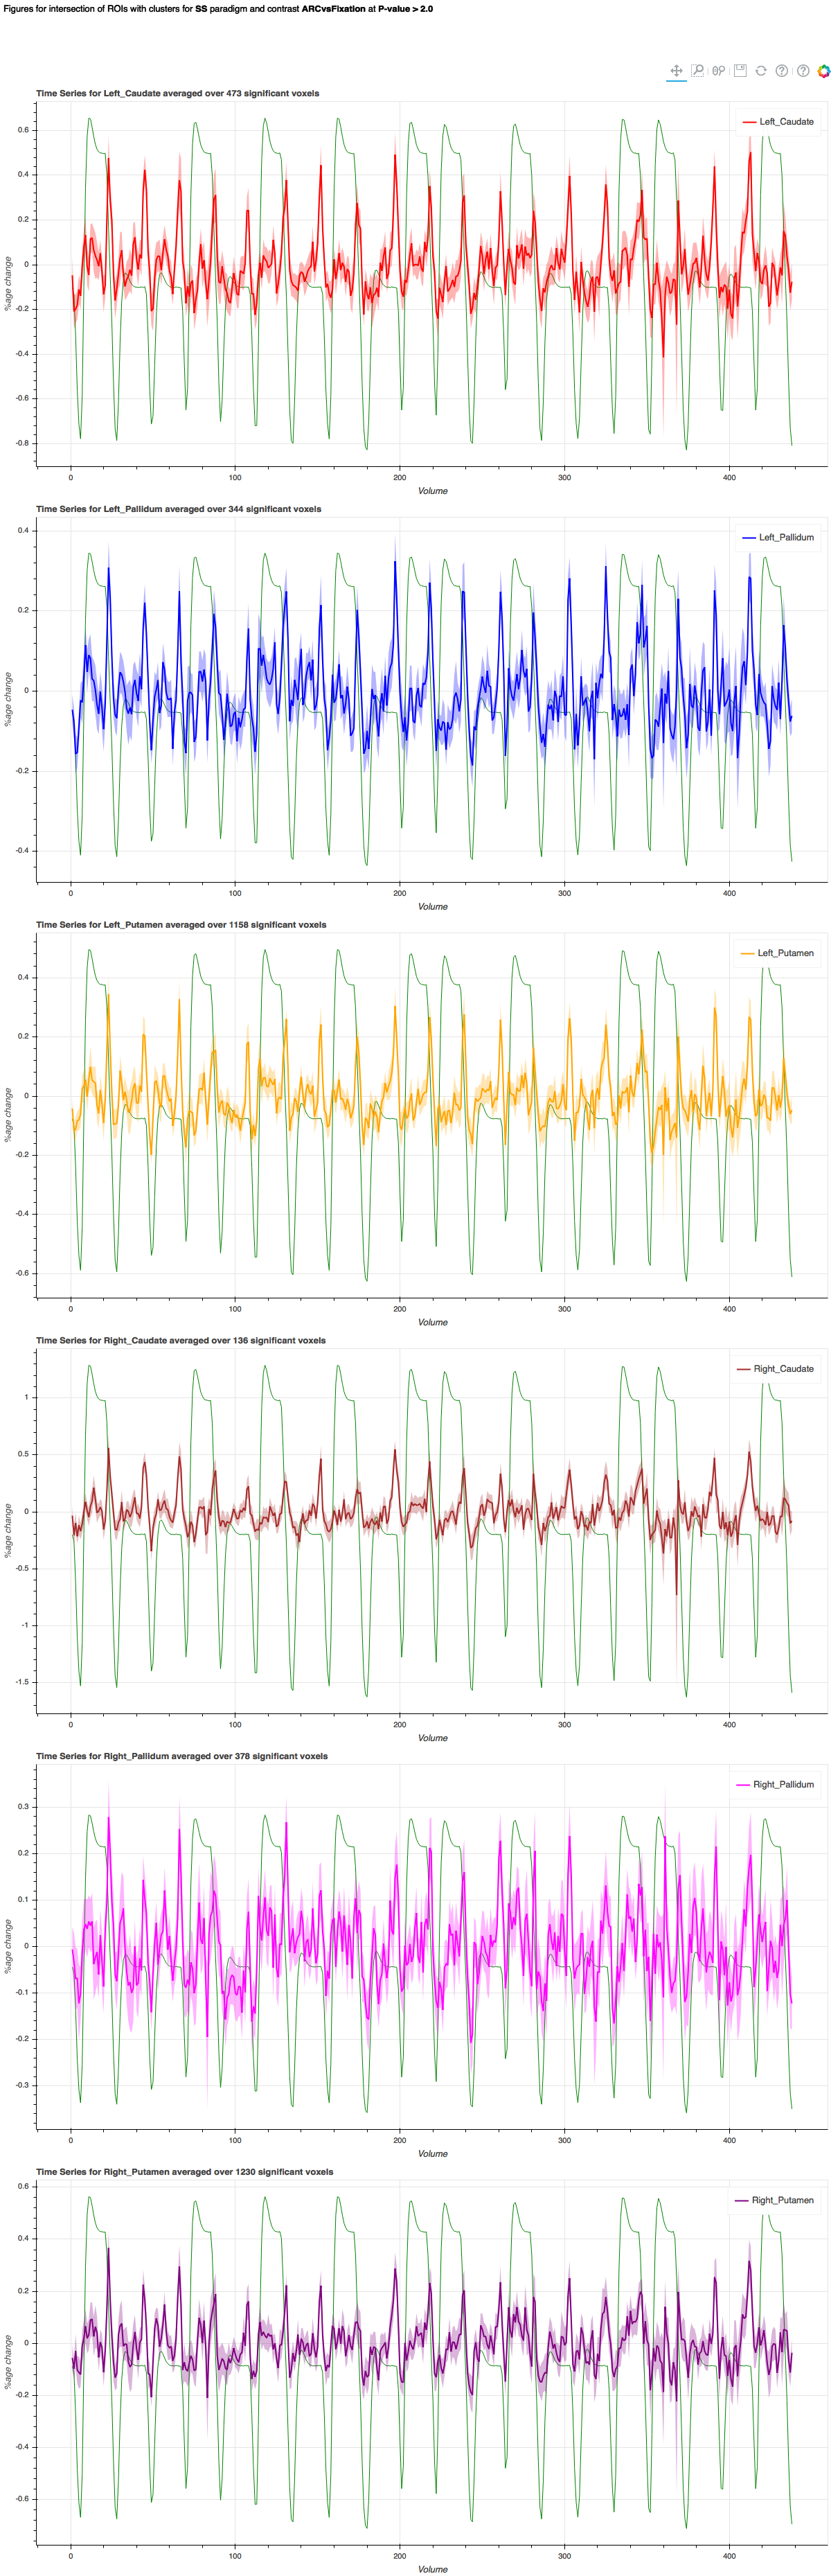 Figures for intersection of ROIs with clusters for SS paradigm and contrast ARCvsFixation at P-value > 2.0
Time Series for Left_Caudate averaged over 473 significant voxels
Left_Caudate
0.6
0.4
0.2
0
-0.2
-0.4
-0.6
-0.8
%age change
0 100 200 300 400
Volume
Time Series for Left_Pallidum averaged over 344 significant voxels
Left_Pallidum
0.4
0.2
0
-0.2
-0.4
%age change
0 100 200 300 400
Volume
Time Series for Left_Putamen averaged over 1158 significant voxels
Left_Putamen
0.4
0.2
0
-0.2
-0.4
-0.6
%age change
0 100 200 300 400
Volume
Time Series for Right_Caudate averaged over 136 significant voxels
Right_Caudate
1
0.5
0
-0.5
-1
-1.5
%age change
0 100 200 300 400
Volume
Time Series for Right_Pallidum averaged over 378 significant voxels
Right_Pallidum
0.3
0.2
0.1
0
-0.1
-0.2
-0.3
%age change
0 100 200 300 400
Volume
Time Series for Right_Putamen averaged over 1230 significant voxels
Right_Putamen
0.6
0.4
0.2
0
-0.2
-0.4
-0.6
%age change
0 100 200 300 400
Volume